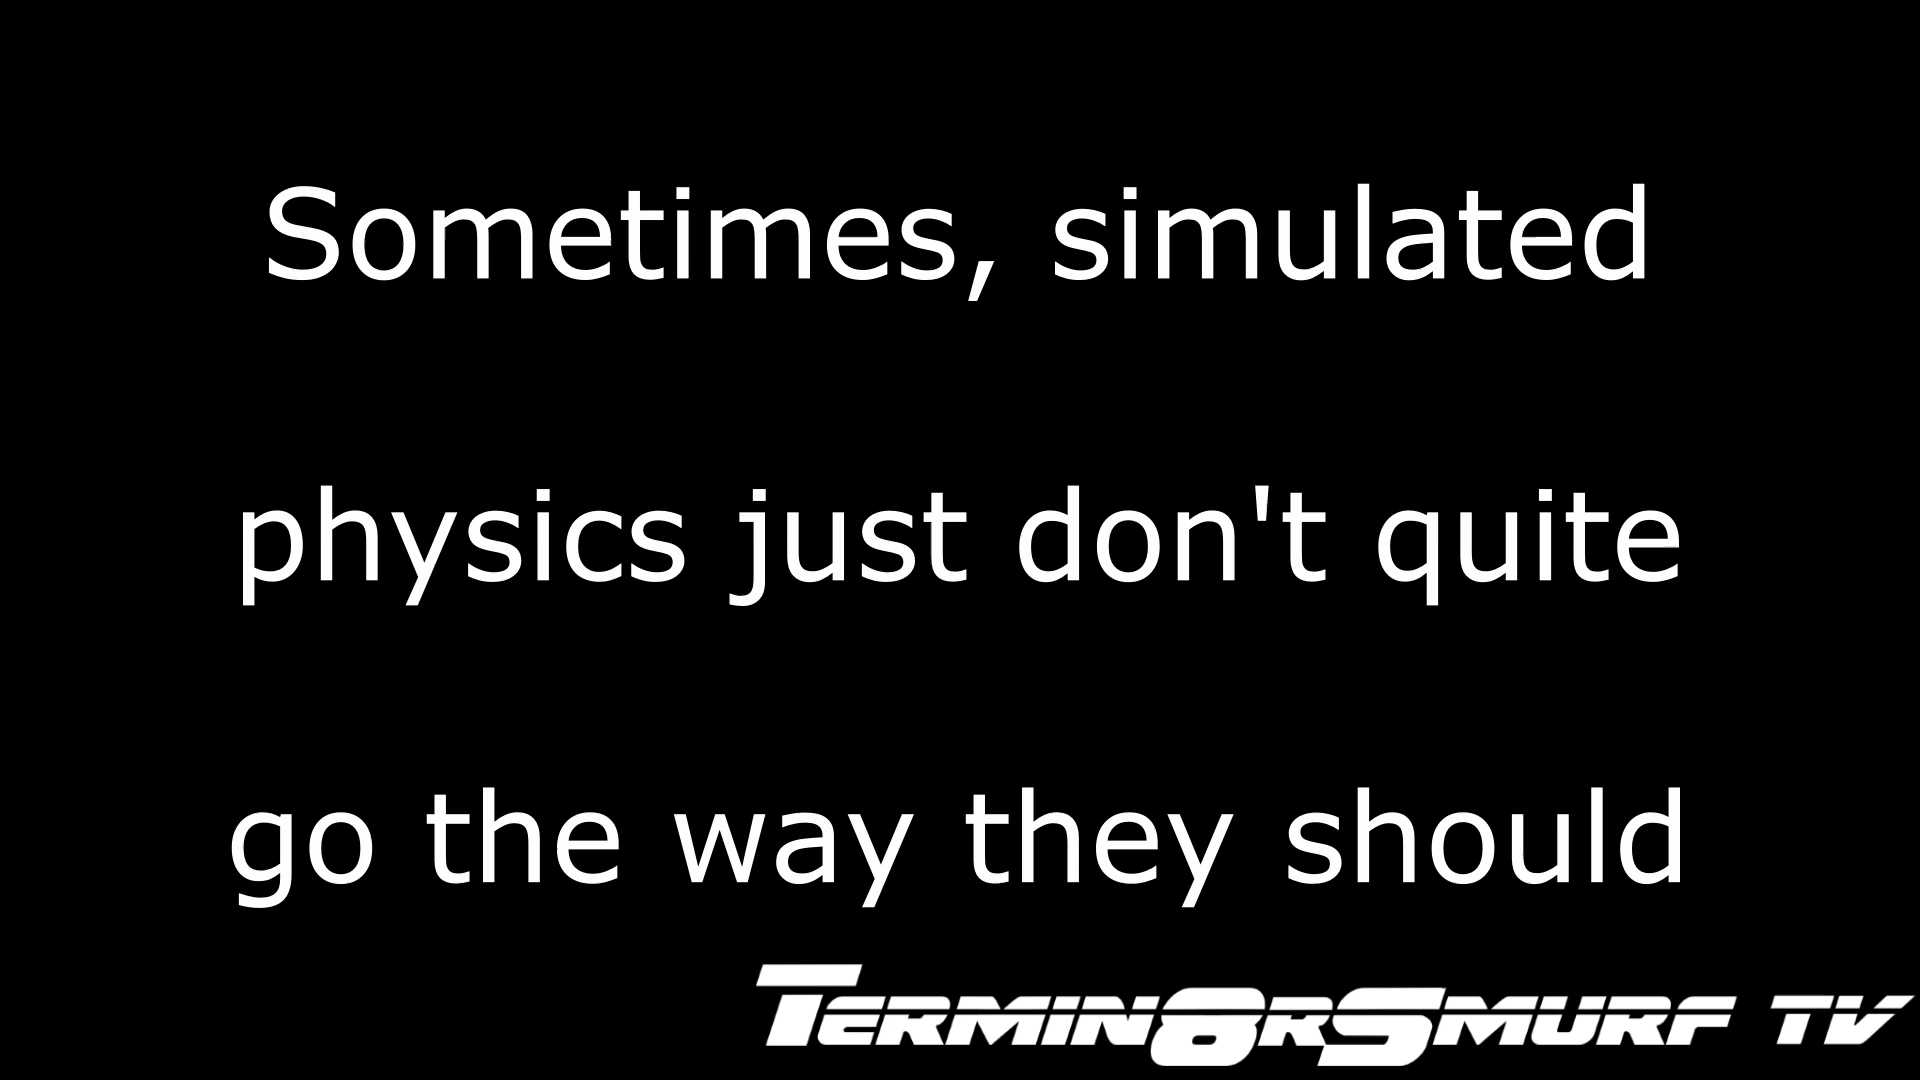 Sometimes, simulated
physics just don't quite
go the way they should
TERMIN8RSMURF TV